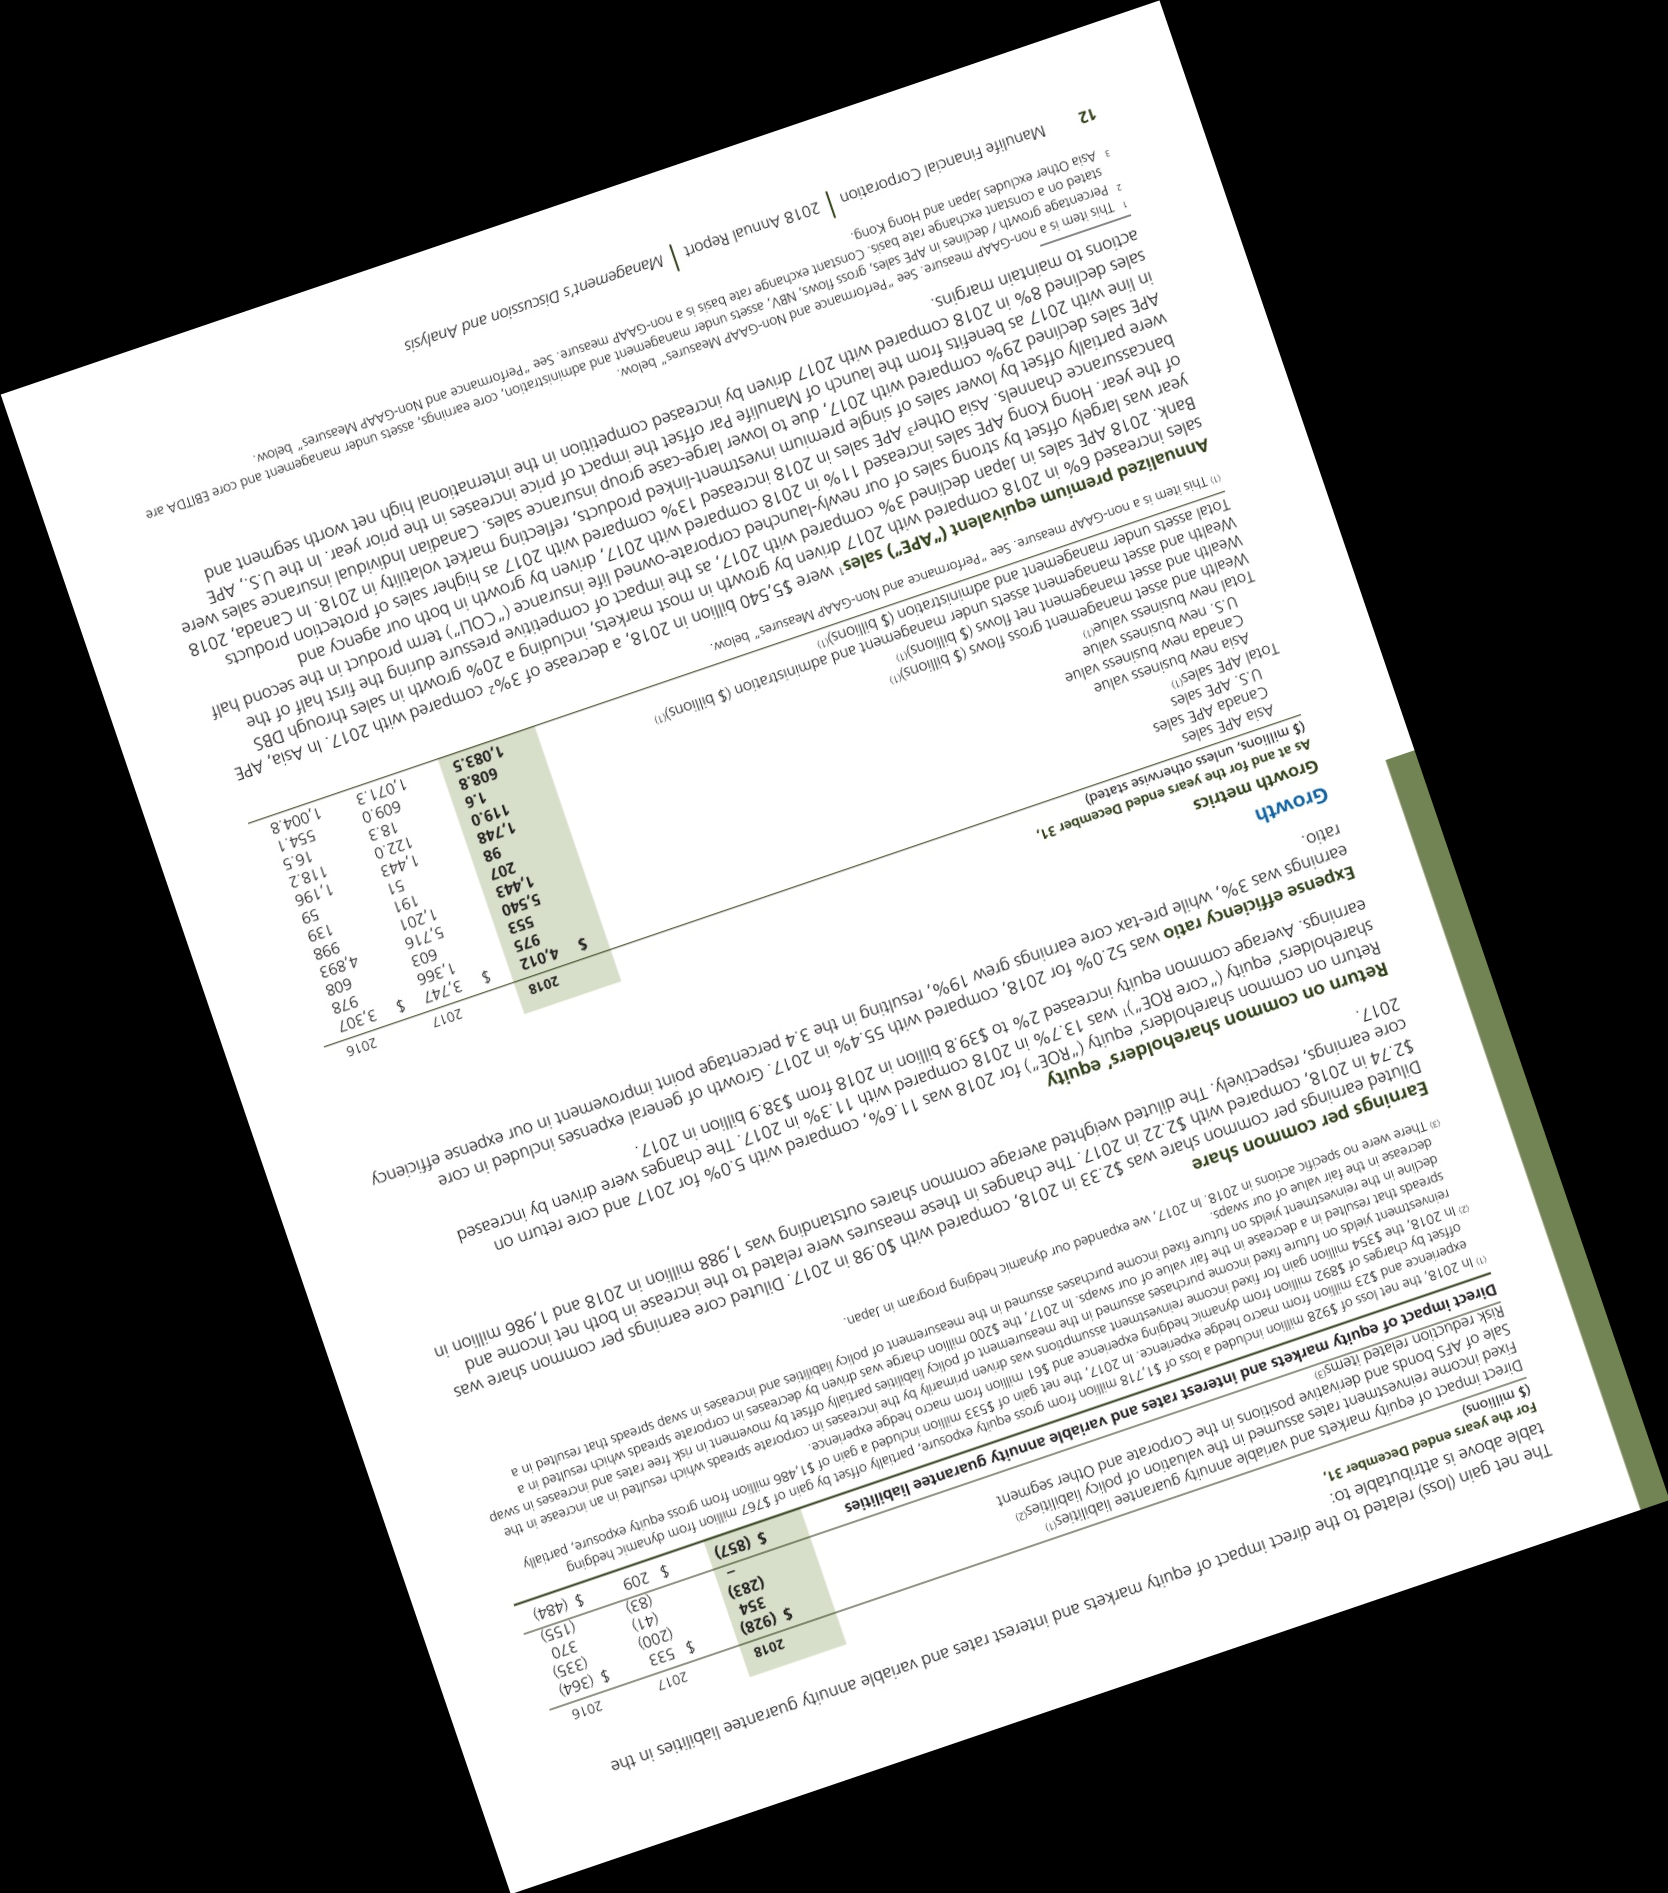 The net gain (loss) related to the direct impact of equity markets and interest rates and variable annuity guarantee liabilities in the
table above is attributable to:
For the years ended December 31,
($ millions) 2018 2017 2016
Direct impact of equity markets and variable annuity guarantee liabilities(1) $ (928) $ 533 $ (364)
Fixed income reinvestment rates assumed in the valuation of policy liabilities(2) 354 (200) (335)
Sale of AFS bonds and derivative positions in the Corporate and Other segment (283) (41) 370
Risk reduction related items(3) – (83) (155)
Direct impact of equity markets and interest rates and variable annuity guarantee liabilities $ (857) $ 209 $ (484)
(1) In 2018, the net loss of $928 million included a loss of $1,718 million from gross equity exposure, partially offset by gain of $767 million from dynamic hedging
experience and $23 million from macro hedge experience. In 2017, the net gain of $533 million included a gain of $1,486 million from gross equity exposure, partially
offset by charges of $892 million from dynamic hedging experience and $61 million from macro hedge experience.
(2) In 2018, the $354 million gain for fixed income reinvestment assumptions was driven primarily by the increases in corporate spreads which resulted in an increase in the
reinvestment yields on future fixed income purchases assumed in the measurement of policy liabilities partially offset by movement in risk free rates and increases in swap
spreads that resulted in a decrease in the fair value of our swaps. In 2017, the $200 million charge was driven by decreases in corporate spreads which resulted in a
decline in the reinvestment yields on future fixed income purchases assumed in the measurement of policy liabilities and increases in swap spreads that resulted in a
decrease in the fair value of our swaps.
(3) There were no specific actions in 2018. In 2017, we expanded our dynamic hedging program in Japan.
Earnings per common share
Diluted earnings per common share was $2.33 in 2018, compared with $0.98 in 2017. Diluted core earnings per common share was
$2.74 in 2018, compared with $2.22 in 2017. The changes in these measures were related to the increase in both net income and
core earnings, respectively. The diluted weighted average common shares outstanding was 1,988 million in 2018 and 1,986 million in
2017.
Return on common shareholders’ equity
Return on common shareholders’ equity (“ROE”) for 2018 was 11.6%, compared with 5.0% for 2017 and core return on
shareholders’ equity (“core ROE”)¹ was 13.7% in 2018 compared with 11.3% in 2017. The changes were driven by increased
earnings. Average common equity increased 2% to $39.8 billion in 2018 from $38.9 billion in 2017.
Expense efficiency ratio was 52.0% for 2018, compared with 55.4% in 2017. Growth of general expenses included in core
earnings was 3%, while pre-tax core earnings grew 19%, resulting in the 3.4 percentage point improvement in our expense efficiency
ratio.
Growth
Growth metrics
As at and for the years ended December 31,
($ millions, unless otherwise stated) 2018 2017 2016
Asia APE sales $ 4,012 $ 3,747 $ 3,307
Canada APE sales 975 1,366 978
U.S. APE sales 553 603 608
Total APE sales(1) 5,540 5,716 4,893
Asia new business value 1,443 1,201 998
Canada new business value 207 191 139
U.S. new business value 98 51 59
Total new business value(1) 1,748 1,443 1,196
Wealth and asset management gross flows ($ billions)(1) 119.0 122.0 118.2
Wealth and asset management net flows ($ billions)(1) 1.6 18.3 16.5
Wealth and asset management assets under management and administration ($ billions)(1) 608.8 609.0 554.1
Total assets under management and administration ($ billions)(1) 1,083.5 1,071.3 1,004.8
(1) This item is a non-GAAP measure. See “Performance and Non-GAAP Measures” below.
Annualized premium equivalent (“APE”) sales¹ were $5,540 billion in 2018, a decrease of 3%² compared with 2017. In Asia, APE
sales increased 6% in 2018 compared with 2017 driven by growth in most markets, including a 20% growth in sales through DBS
Bank. 2018 APE sales in Japan declined 3% compared with 2017, as the impact of competitive pressure during the first half of the
year was largely offset by strong sales of our newly-launched corporate-owned life insurance (“COLI”) term product in the second half
of the year. Hong Kong APE sales increased 11% in 2018 compared with 2017, driven by growth in both our agency and
bancassurance channels. Asia Other³ APE sales in 2018 increased 13% compared with 2017 as higher sales of protection products
were partially offset by lower sales of single premium investment-linked products, reflecting market volatility in 2018. In Canada, 2018
APE sales declined 29% compared with 2017, due to lower large-case group insurance sales. Canadian individual insurance sales were
in line with 2017 as benefits from the launch of Manulife Par offset the impact of price increases in the prior year. In the U.S., APE
sales declined 8% in 2018 compared with 2017 driven by increased competition in the international high net worth segment and
actions to maintain margins.
1 This item is a non-GAAP measure. See “Performance and Non-GAAP Measures” below.
2 Percentage growth / declines in APE sales, gross flows, NBV, assets under management and administration, core earnings, assets under management and core EBITDA are
stated on a constant exchange rate basis. Constant exchange rate basis is a non-GAAP measure. See “Performance and Non-GAAP Measures” below.
3 Asia Other excludes Japan and Hong Kong.
12 Manulife Financial Corporation | 2018 Annual Report | Management’s Discussion and Analysis